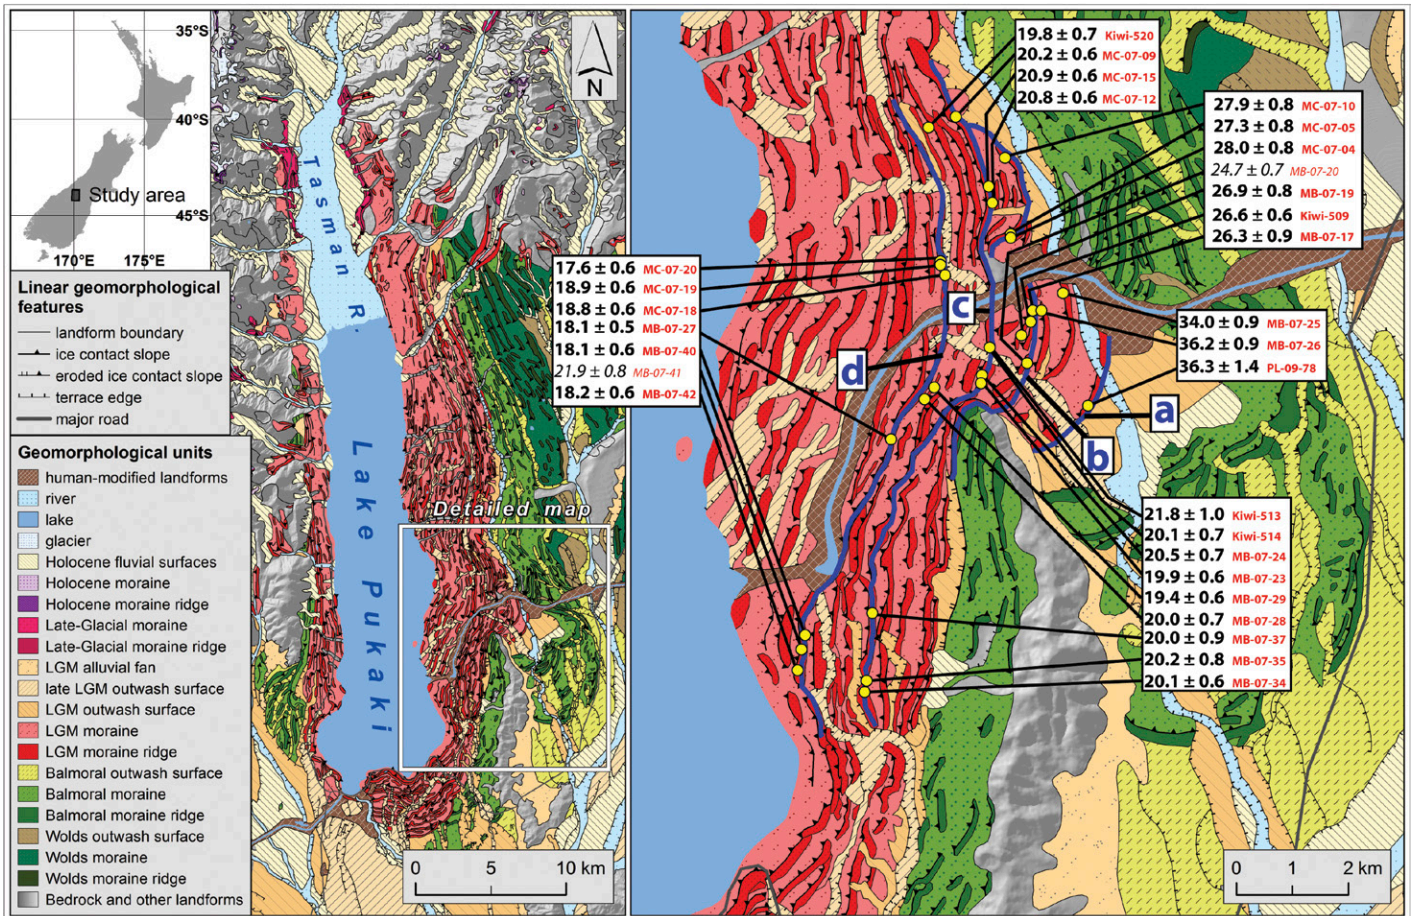 35°S
40°S
45°S
170°E 175°E
Study area
N
Linear geomorphological
features
landform boundary
ice contact slope
eroded ice contact slope
terrace edge
major road
Geomorphological units
human-modified landforms
river
lake
glacier
Holocene fluvial surfaces
Holocene moraine
Holocene moraine ridge
Late-Glacial moraine
Late-Glacial moraine ridge
LGM alluvial fan
late LGM outwash surface
LGM outwash surface
LGM moraine
LGM moraine ridge
Balmoral outwash surface
Balmoral moraine
Balmoral moraine ridge
Wolds outwash surface
Wolds moraine
Wolds moraine ridge
Bedrock and other landforms
Tasman R.
Lake Pukaki
Detailed map
0 5 10 km
19.8 ± 0.7 Kiwi-520
20.2 ± 0.6 MC-07-09
20.9 ± 0.6 MC-07-15
20.8 ± 0.6 MC-07-12
27.9 ± 0.8 MC-07-10
27.3 ± 0.8 MC-07-05
28.0 ± 0.8 MC-07-04
24.7 ± 0.7 MB-07-20
26.9 ± 0.8 MB-07-19
26.6 ± 0.6 Kiwi-509
26.3 ± 0.9 MB-07-17
17.6 ± 0.6 MC-07-20
18.9 ± 0.6 MC-07-19
18.8 ± 0.6 MC-07-18
18.1 ± 0.5 MB-07-27
18.1 ± 0.6 MB-07-40
21.9 ± 0.8 MB-07-41
18.2 ± 0.6 MB-07-42
34.0 ± 0.9 MB-07-25
36.2 ± 0.9 MB-07-26
36.3 ± 1.4 PL-09-78
c
d
a
b
21.8 ± 1.0 Kiwi-513
20.1 ± 0.7 Kiwi-514
20.5 ± 0.7 MB-07-24
19.9 ± 0.6 MB-07-23
19.4 ± 0.6 MB-07-29
20.0 ± 0.7 MB-07-28
20.0 ± 0.9 MB-07-37
20.2 ± 0.8 MB-07-35
20.1 ± 0.6 MB-07-34
0 1 2 km